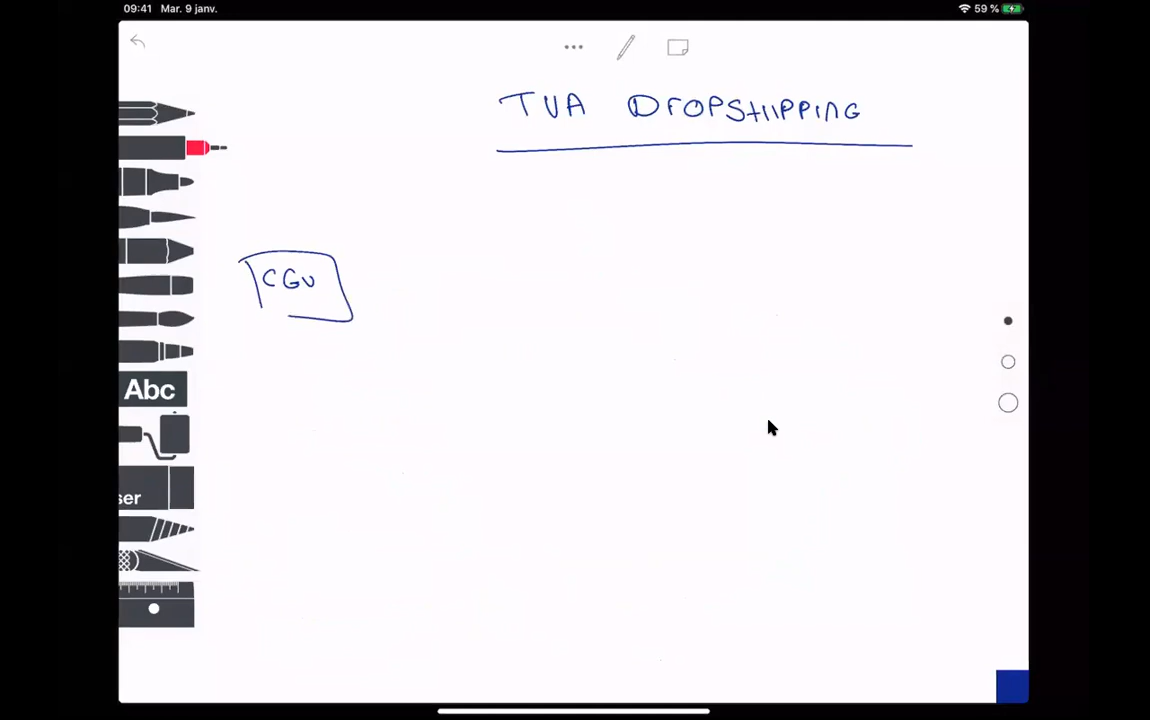 09:41 Mar. 9 janv.
59 %
TVA DROPSHIPPING
CGV
Abc
ser